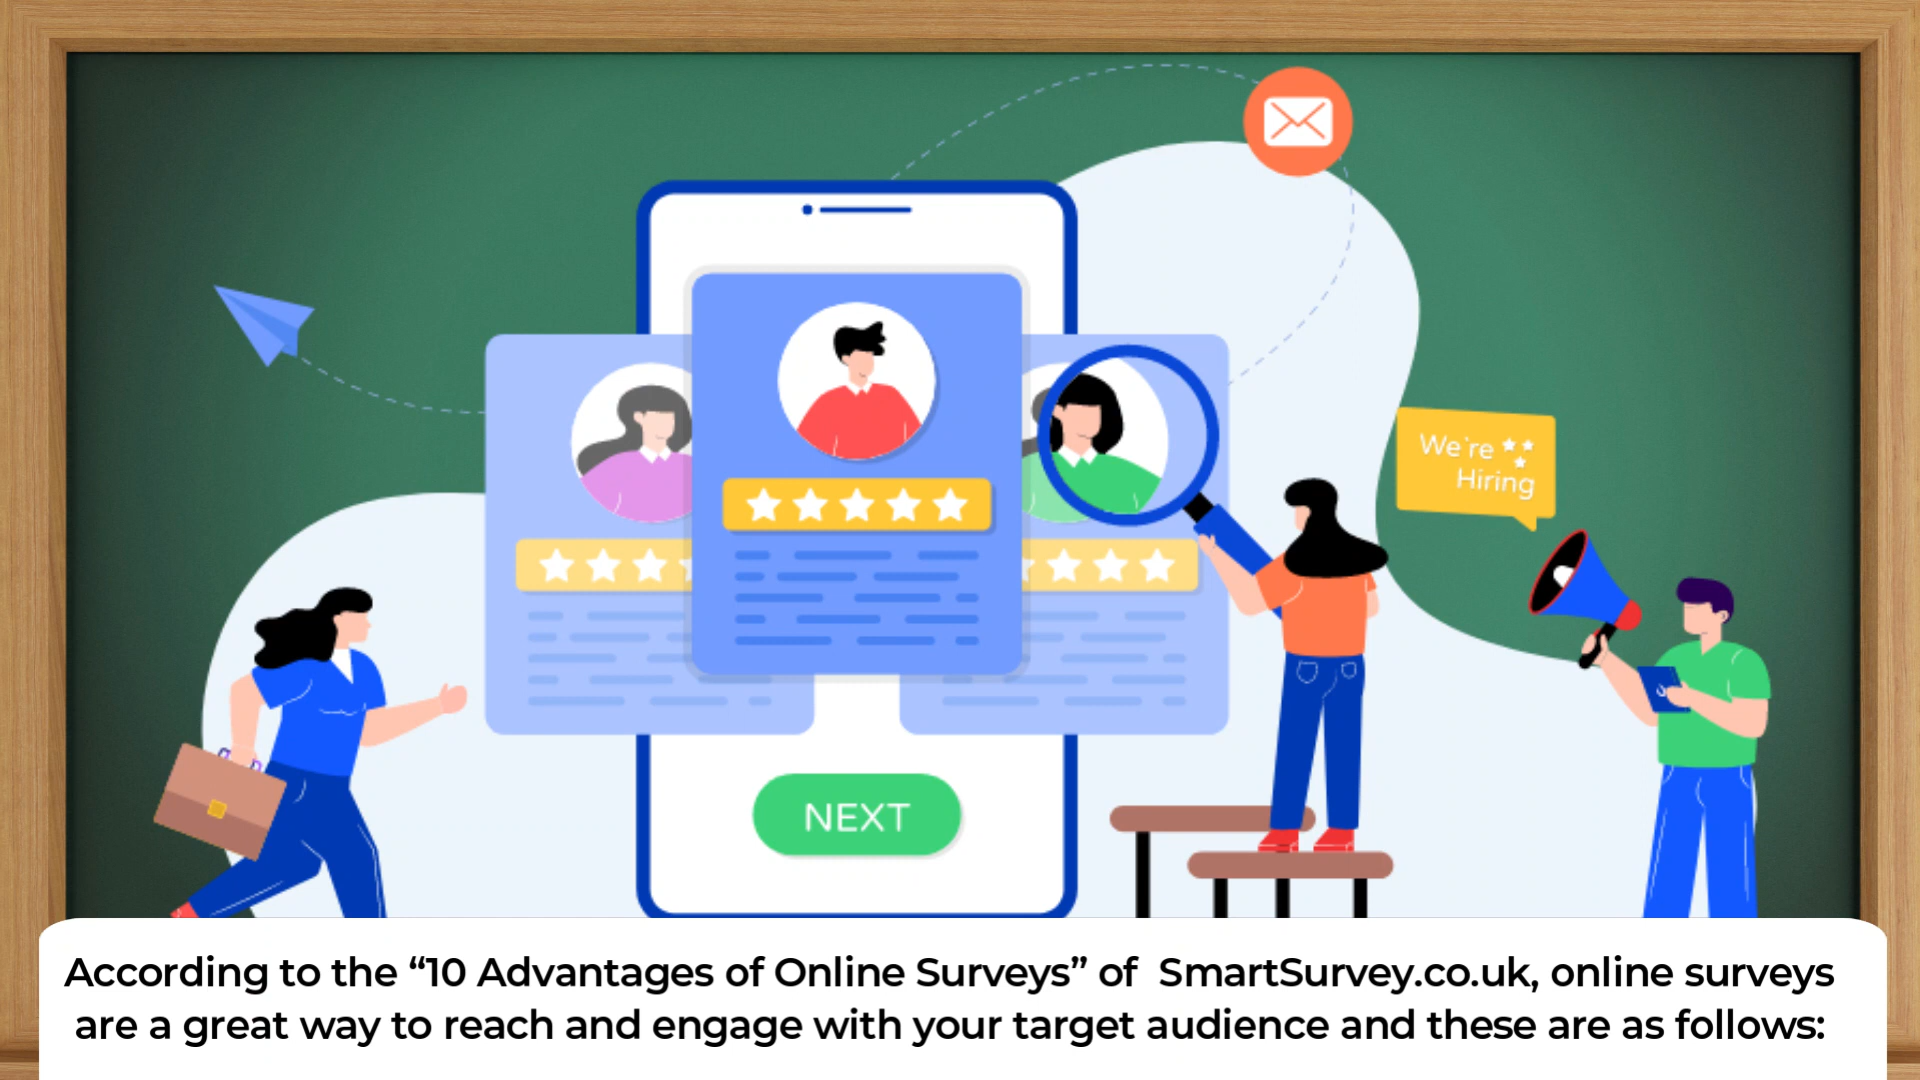 We're
Hiring
NEXT
According to the “10 Advantages of Online Surveys” of SmartSurvey.co.uk, online surveys
are a great way to reach and engage with your target audience and these are as follows: